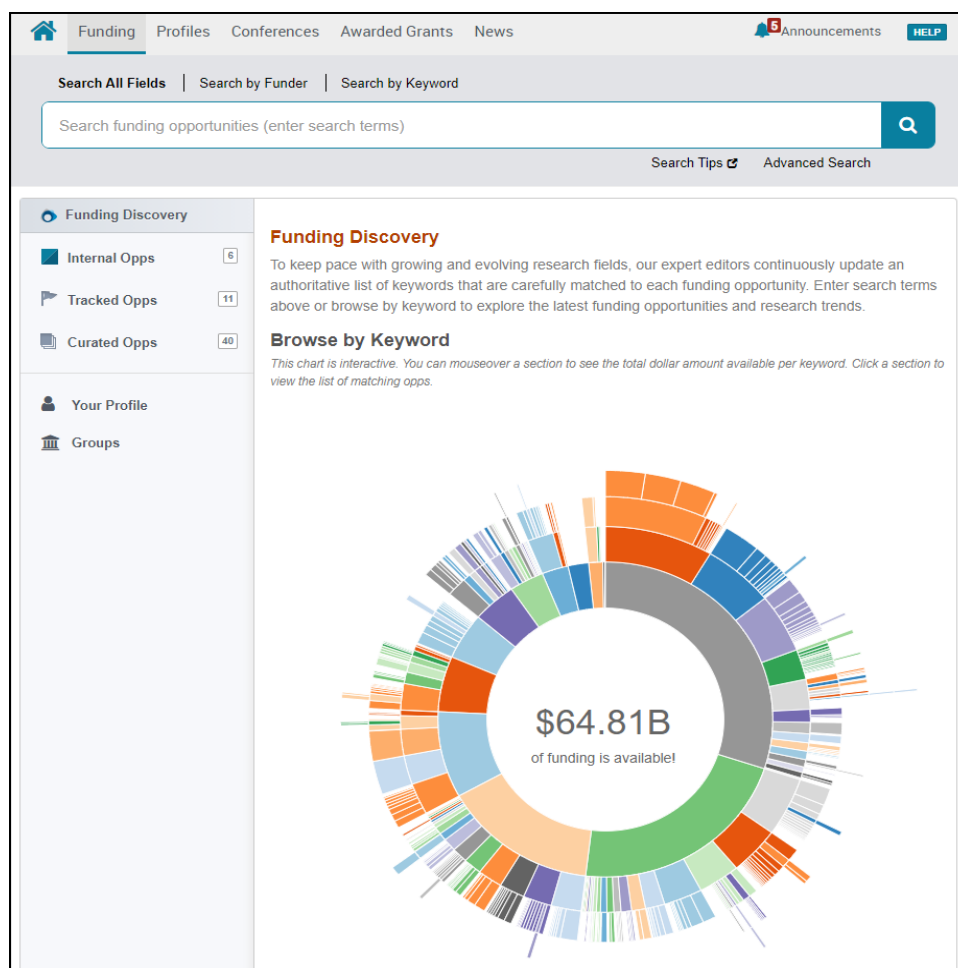 Funding Profiles Conferences Awarded Grants News 5 Announcements HELP
Search All Fields | Search by Funder | Search by Keyword
Search funding opportunities (enter search terms)
Search Tips Advanced Search
Funding Discovery
Internal Opps 6
Tracked Opps 11
Curated Opps 40
Your Profile
Groups
Funding Discovery
To keep pace with growing and evolving research fields, our expert editors continuously update an
authoritative list of keywords that are carefully matched to each funding opportunity. Enter search terms
above or browse by keyword to explore the latest funding opportunities and research trends.
Browse by Keyword
This chart is interactive. You can mouseover a section to see the total dollar amount available per keyword. Click a section to
view the list of matching opps.
$64.81B
of funding is available!